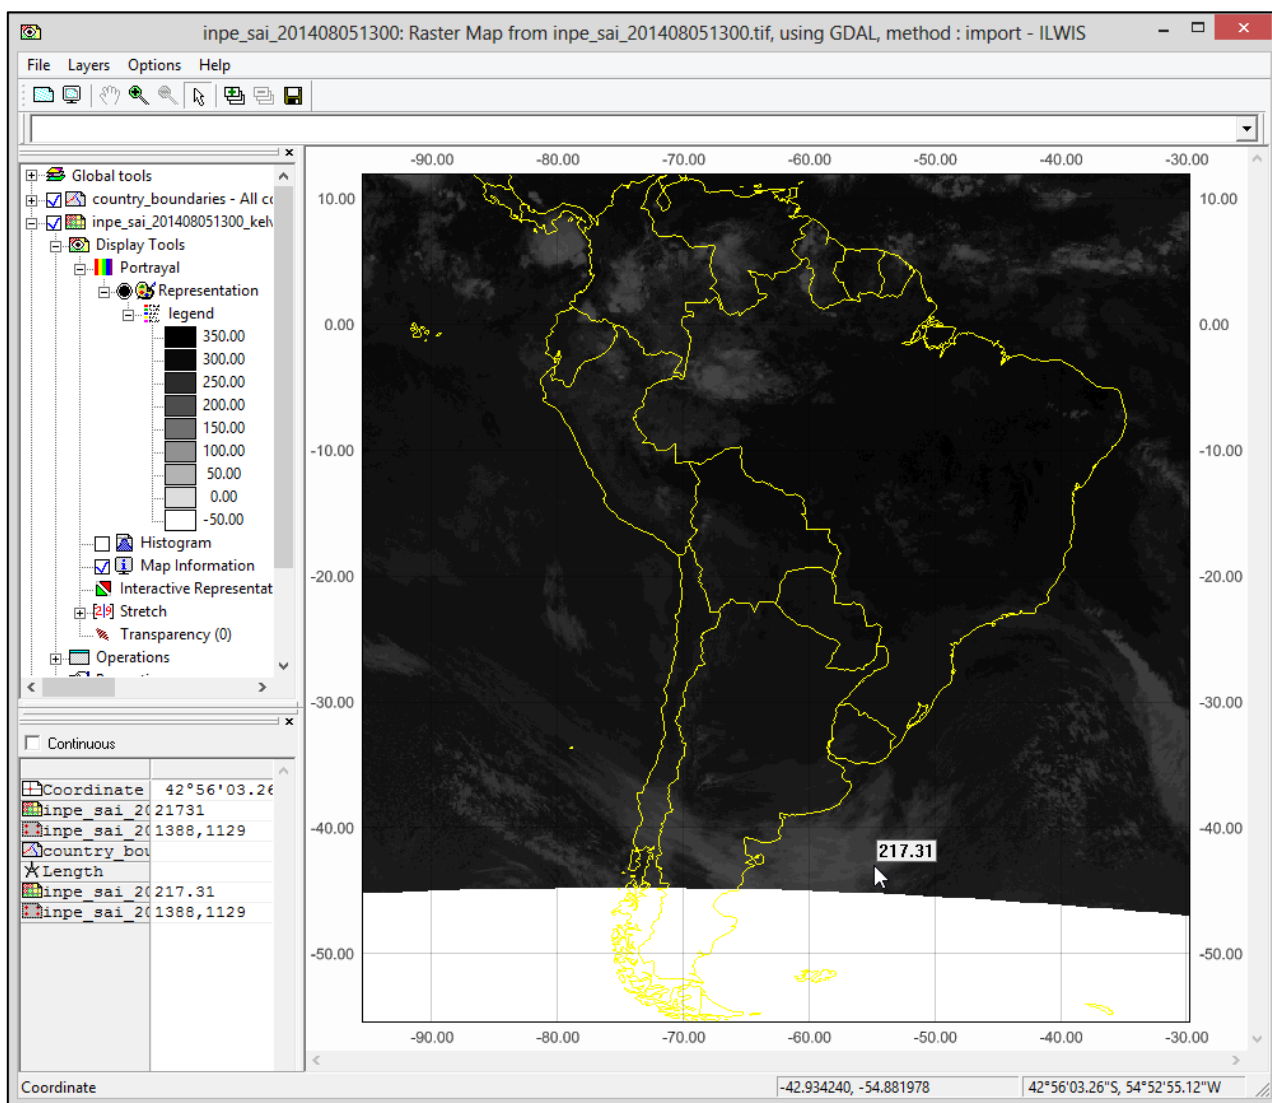 inpe_sai_201408051300: Raster Map from inpe_sai_201408051300.tif, using GDAL, method : import - ILWIS
File Layers Options Help
Global tools
country_boundaries - All co
inpe_sai_201408051300_kelv
Display Tools
Portrayal
Representation
legend
350.00
300.00
250.00
200.00
150.00
100.00
50.00
0.00
-50.00
Histogram
Map Information
Interactive Representat
Stretch
Transparency (0)
Operations
Continuous
Coordinate 42°56'03.26
inpe_sai_20 21731
inpe_sai_20 1388,1129
country_bou
Length
inpe_sai_20 217.31
inpe_sai_20 1388,1129
-90.00 -80.00 -70.00 -60.00 -50.00 -40.00 -30.00
10.00 10.00
0.00 0.00
-10.00 -10.00
-20.00 -20.00
-30.00 -30.00
-40.00 -40.00
217.31
-50.00 -50.00
-90.00 -80.00 -70.00 -60.00 -50.00 -40.00 -30.00
Coordinate -42.934240, -54.881978 42°56'03.26"S, 54°52'55.12"W